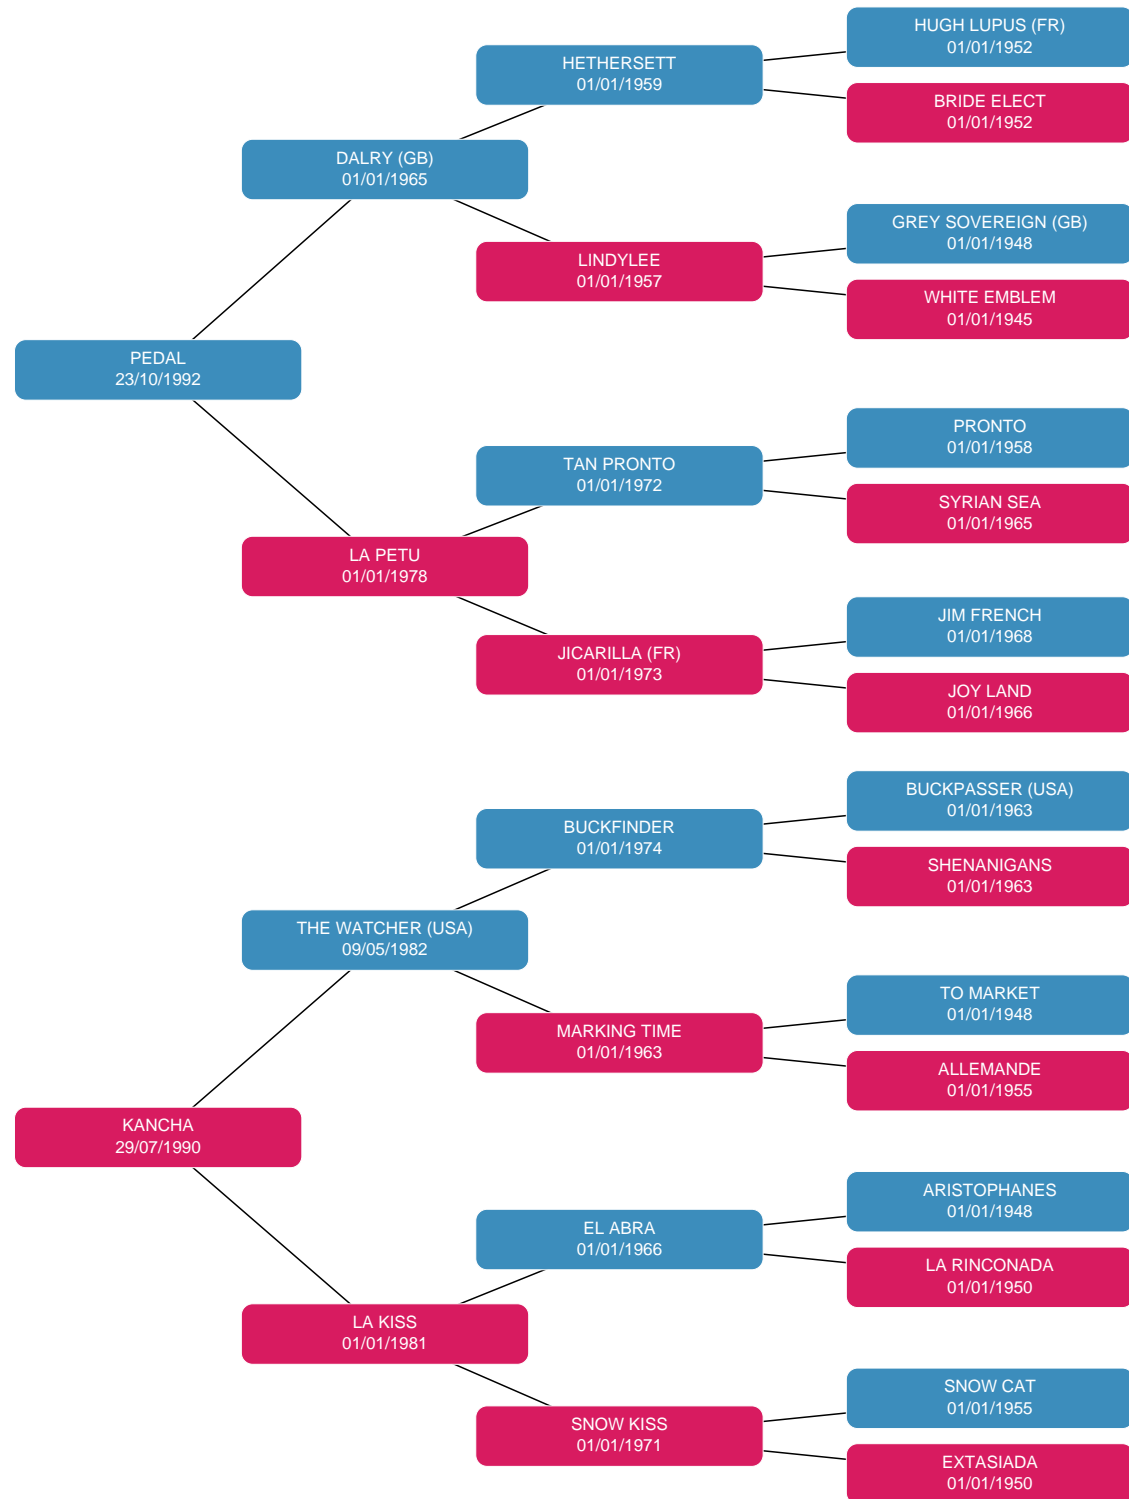 HUGH LUPUS (FR)
01/01/1952
HETHERSETT
01/01/1959
BRIDE ELECT
01/01/1952
DALRY (GB)
01/01/1965
GREY SOVEREIGN (GB)
01/01/1948
LINDYLEE
01/01/1957
WHITE EMBLEM
01/01/1945
PEDAL
23/10/1992
PRONTO
01/01/1958
TAN PRONTO
01/01/1972
SYRIAN SEA
01/01/1965
LA PETU
01/01/1978
JIM FRENCH
01/01/1968
JICARILLA (FR)
01/01/1973
JOY LAND
01/01/1966
BUCKPASSER (USA)
01/01/1963
BUCKFINDER
01/01/1974
SHENANIGANS
01/01/1963
THE WATCHER (USA)
09/05/1982
TO MARKET
01/01/1948
MARKING TIME
01/01/1963
ALLEMANDE
01/01/1955
KANCHA
29/07/1990
ARISTOPHANES
01/01/1948
EL ABRA
01/01/1966
LA RINCONADA
01/01/1950
LA KISS
01/01/1981
SNOW CAT
01/01/1955
SNOW KISS
01/01/1971
EXTASIADA
01/01/1950